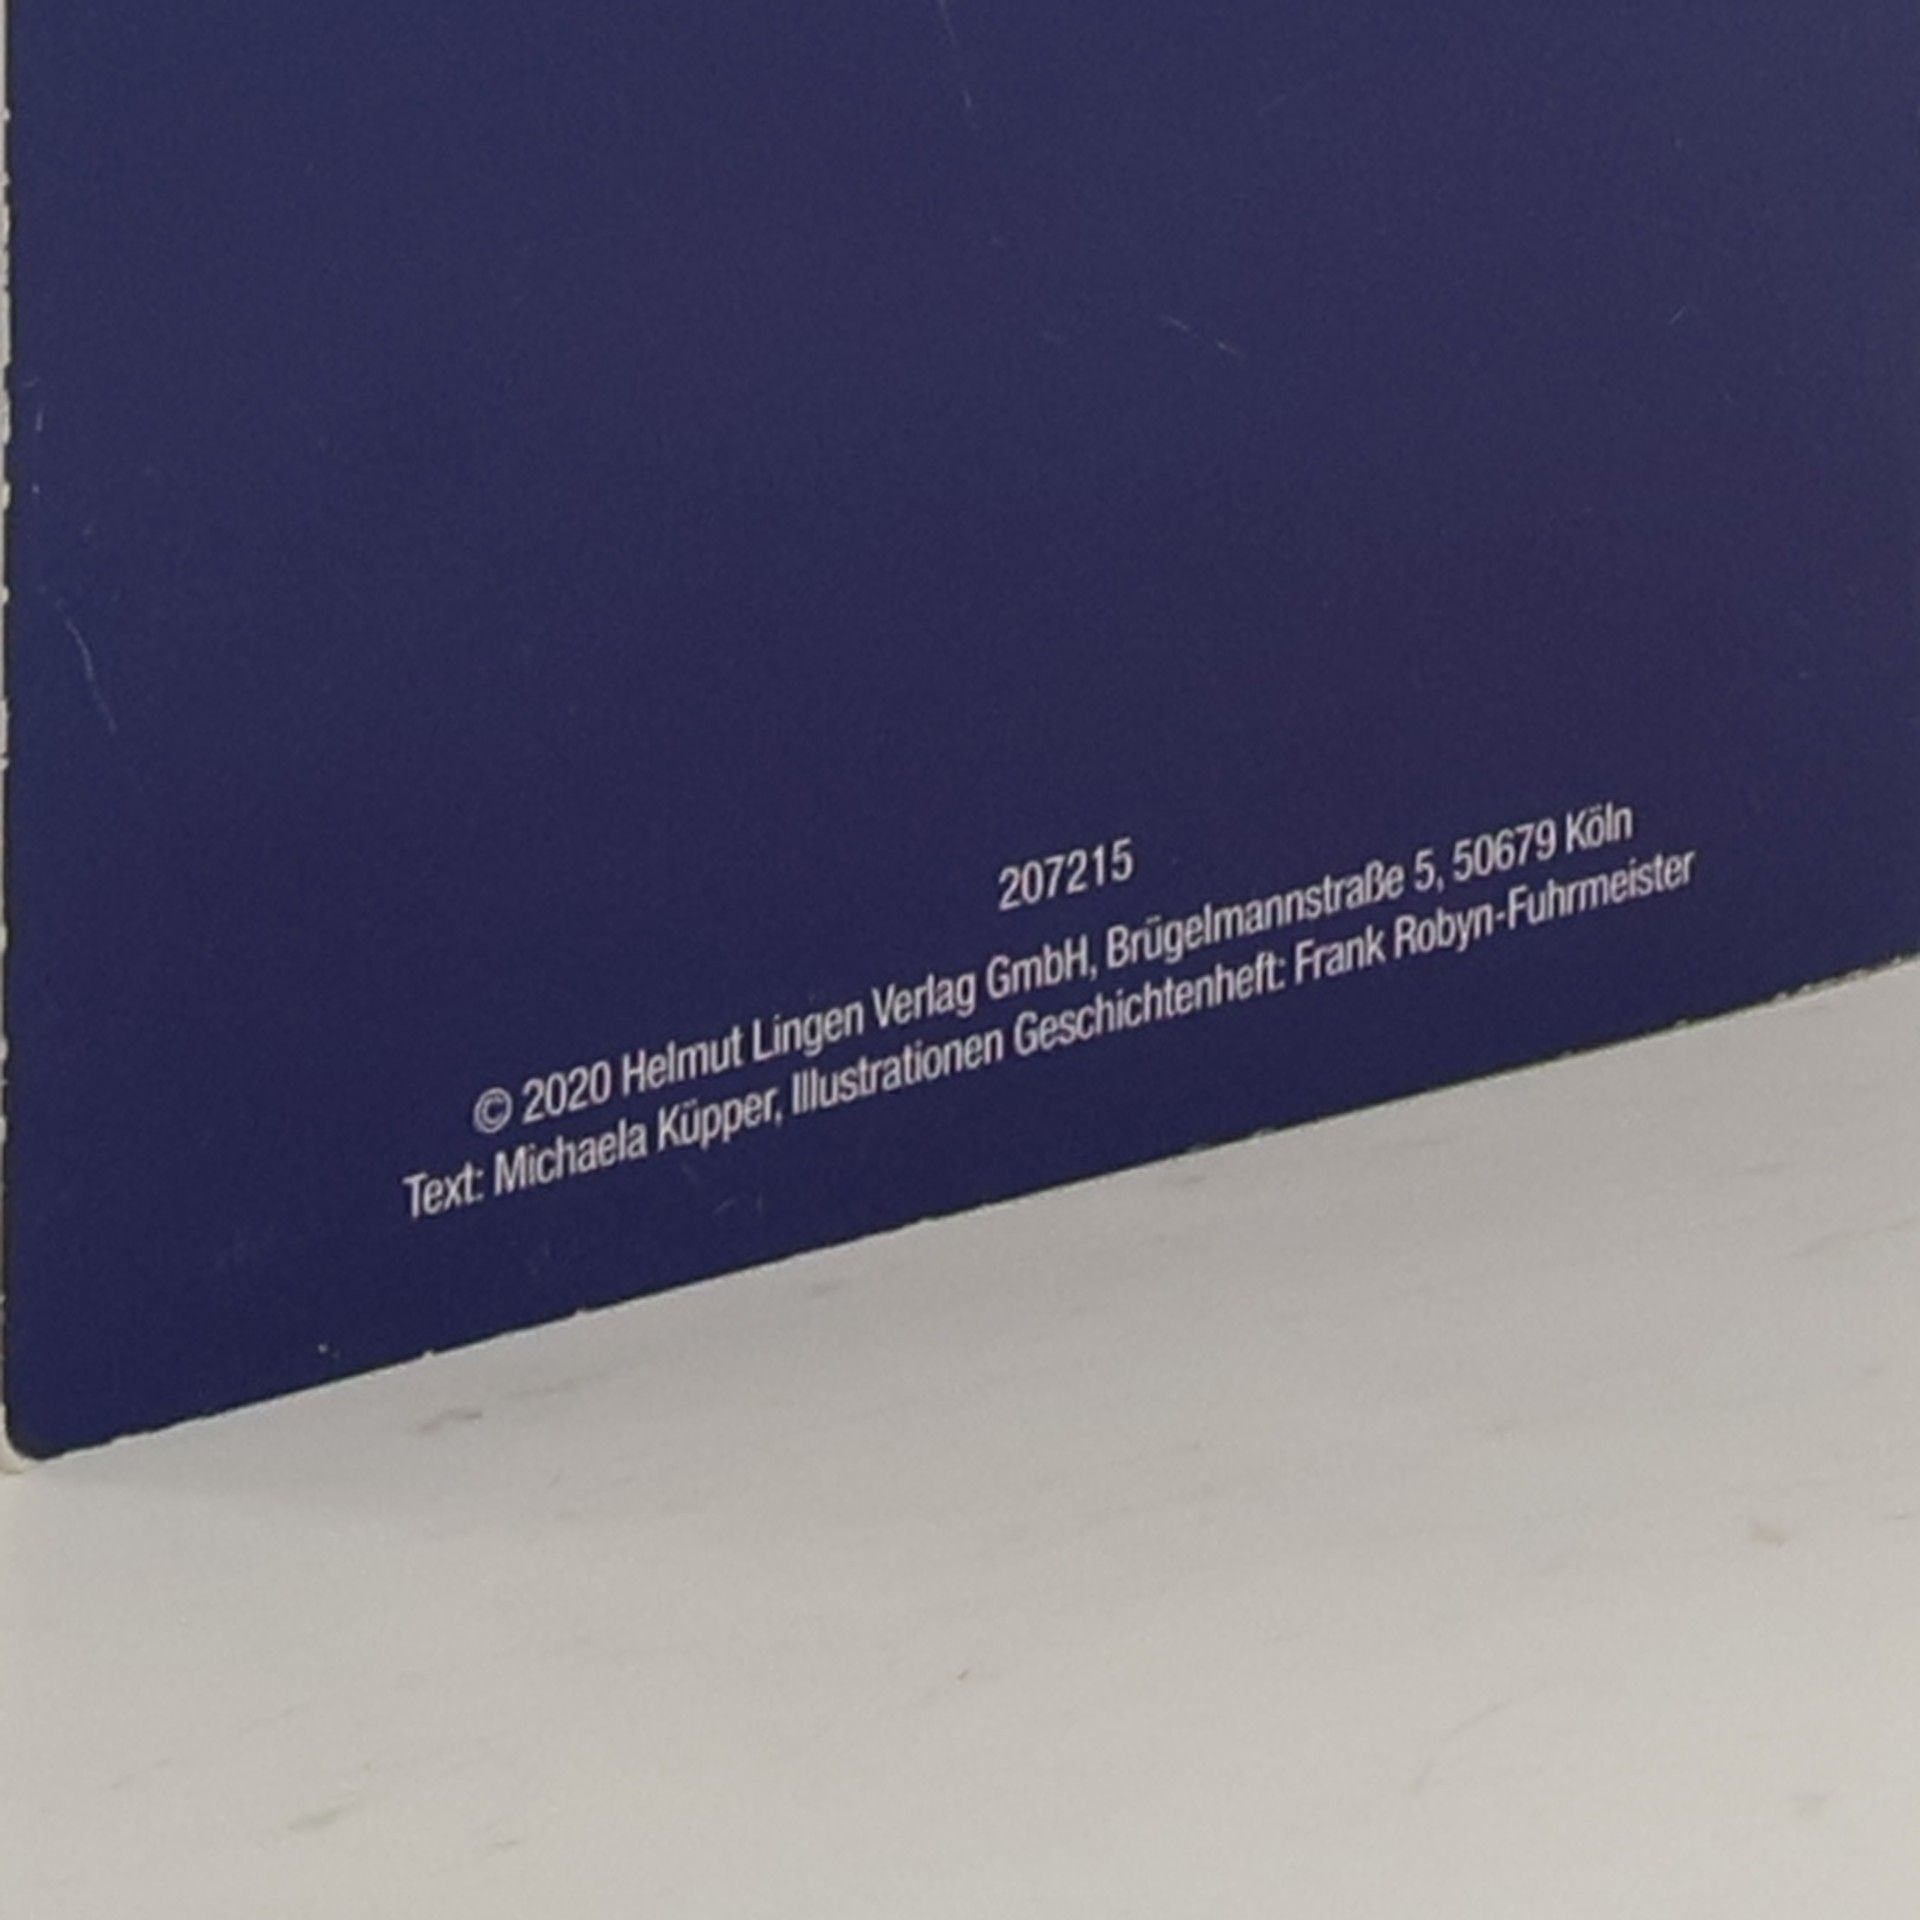 207215
© 2020 Helmut Lingen Verlag GmbH, Brügelmannstraße 5, 50679 Köln
Text: Michaela Küpper, Illustrationen Geschichtenheft: Frank Robyn-Fuhrmeister